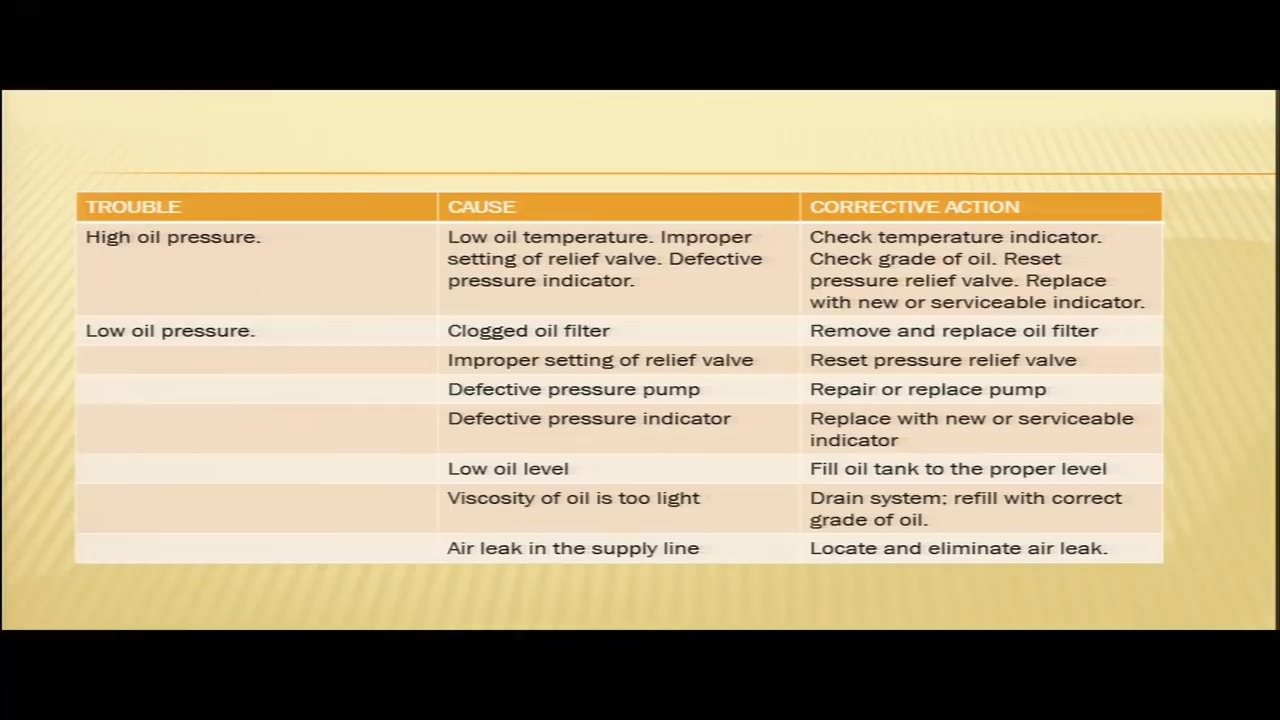 TROUBLE CAUSE CORRECTIVE ACTION
High oil pressure. Low oil temperature. Improper Check temperature indicator.
setting of relief valve. Defective Check grade of oil. Reset
pressure indicator. pressure relief valve. Replace
with new or serviceable indicator.
Low oil pressure. Clogged oil filter Remove and replace oil filter
Improper setting of relief valve Reset pressure relief valve
Defective pressure pump Repair or replace pump
Defective pressure indicator Replace with new or serviceable
indicator
Low oil level Fill oil tank to the proper level
Viscosity of oil is too light Drain system; refill with correct
grade of oil.
Air leak in the supply line Locate and eliminate air leak.